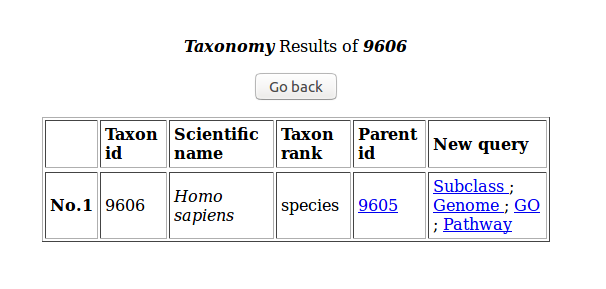 Taxonomy Results of 9606
Go back
Taxon id
Scientific name
Taxon rank
Parent id
New query
No.1
9606
Homo sapiens
species
9605
Subclass ;
Genome ; GO
; Pathway